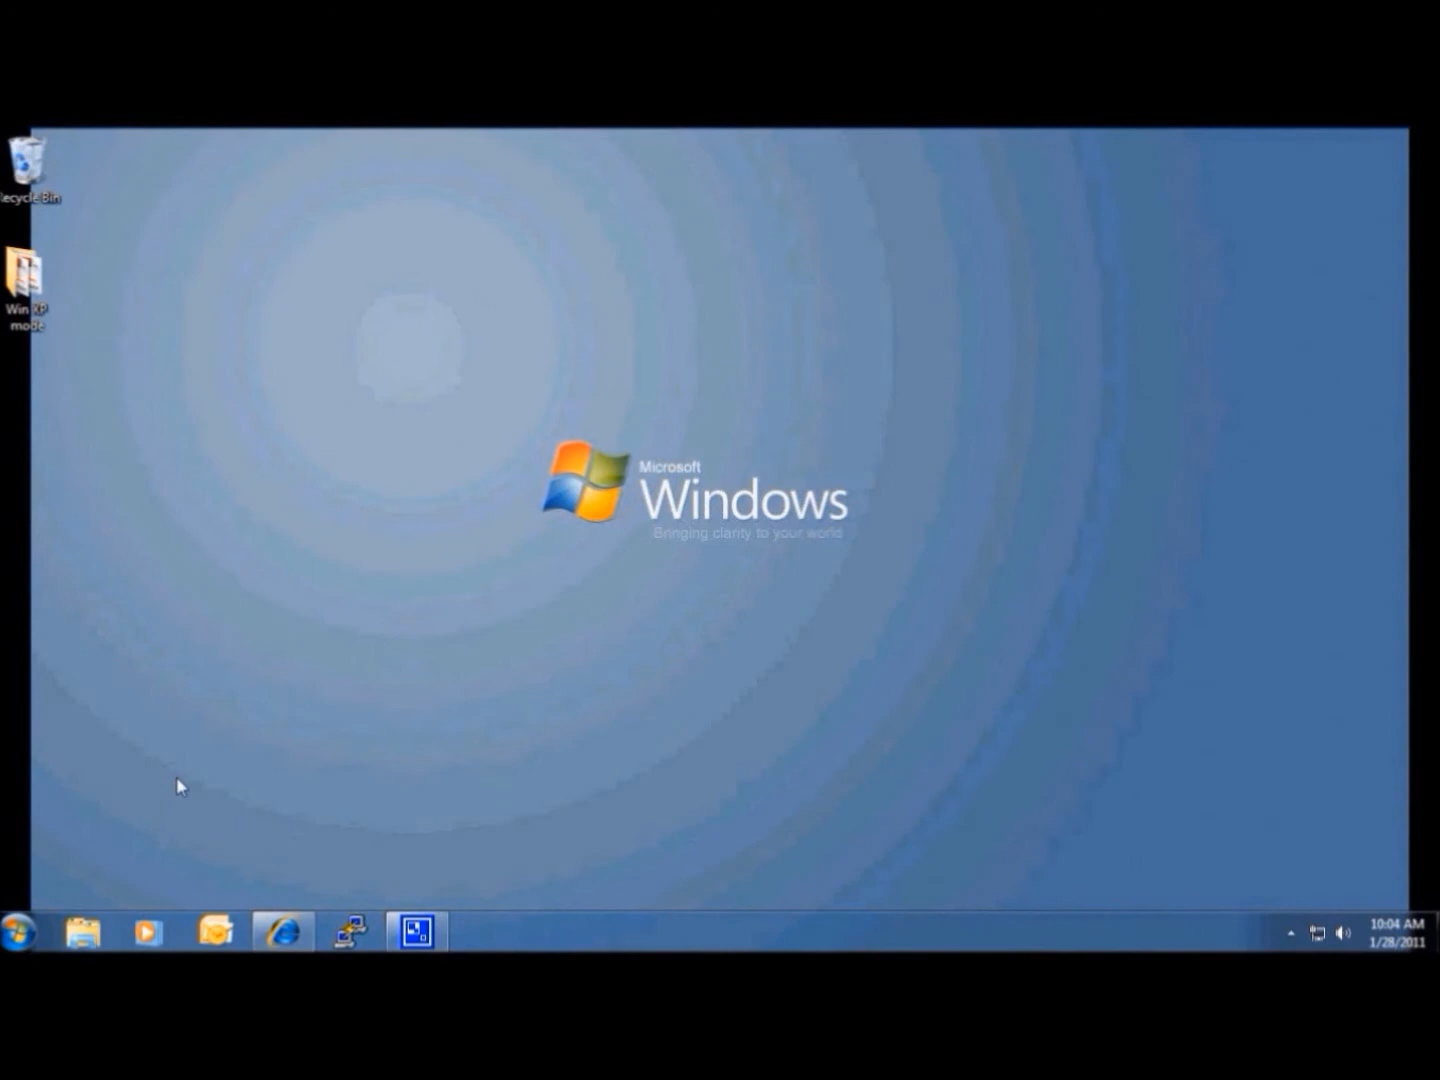 Recycle Bin
Win XP
mode
Microsoft
Windows
Bringing clarity to your world
10:04 AM
1/28/2011